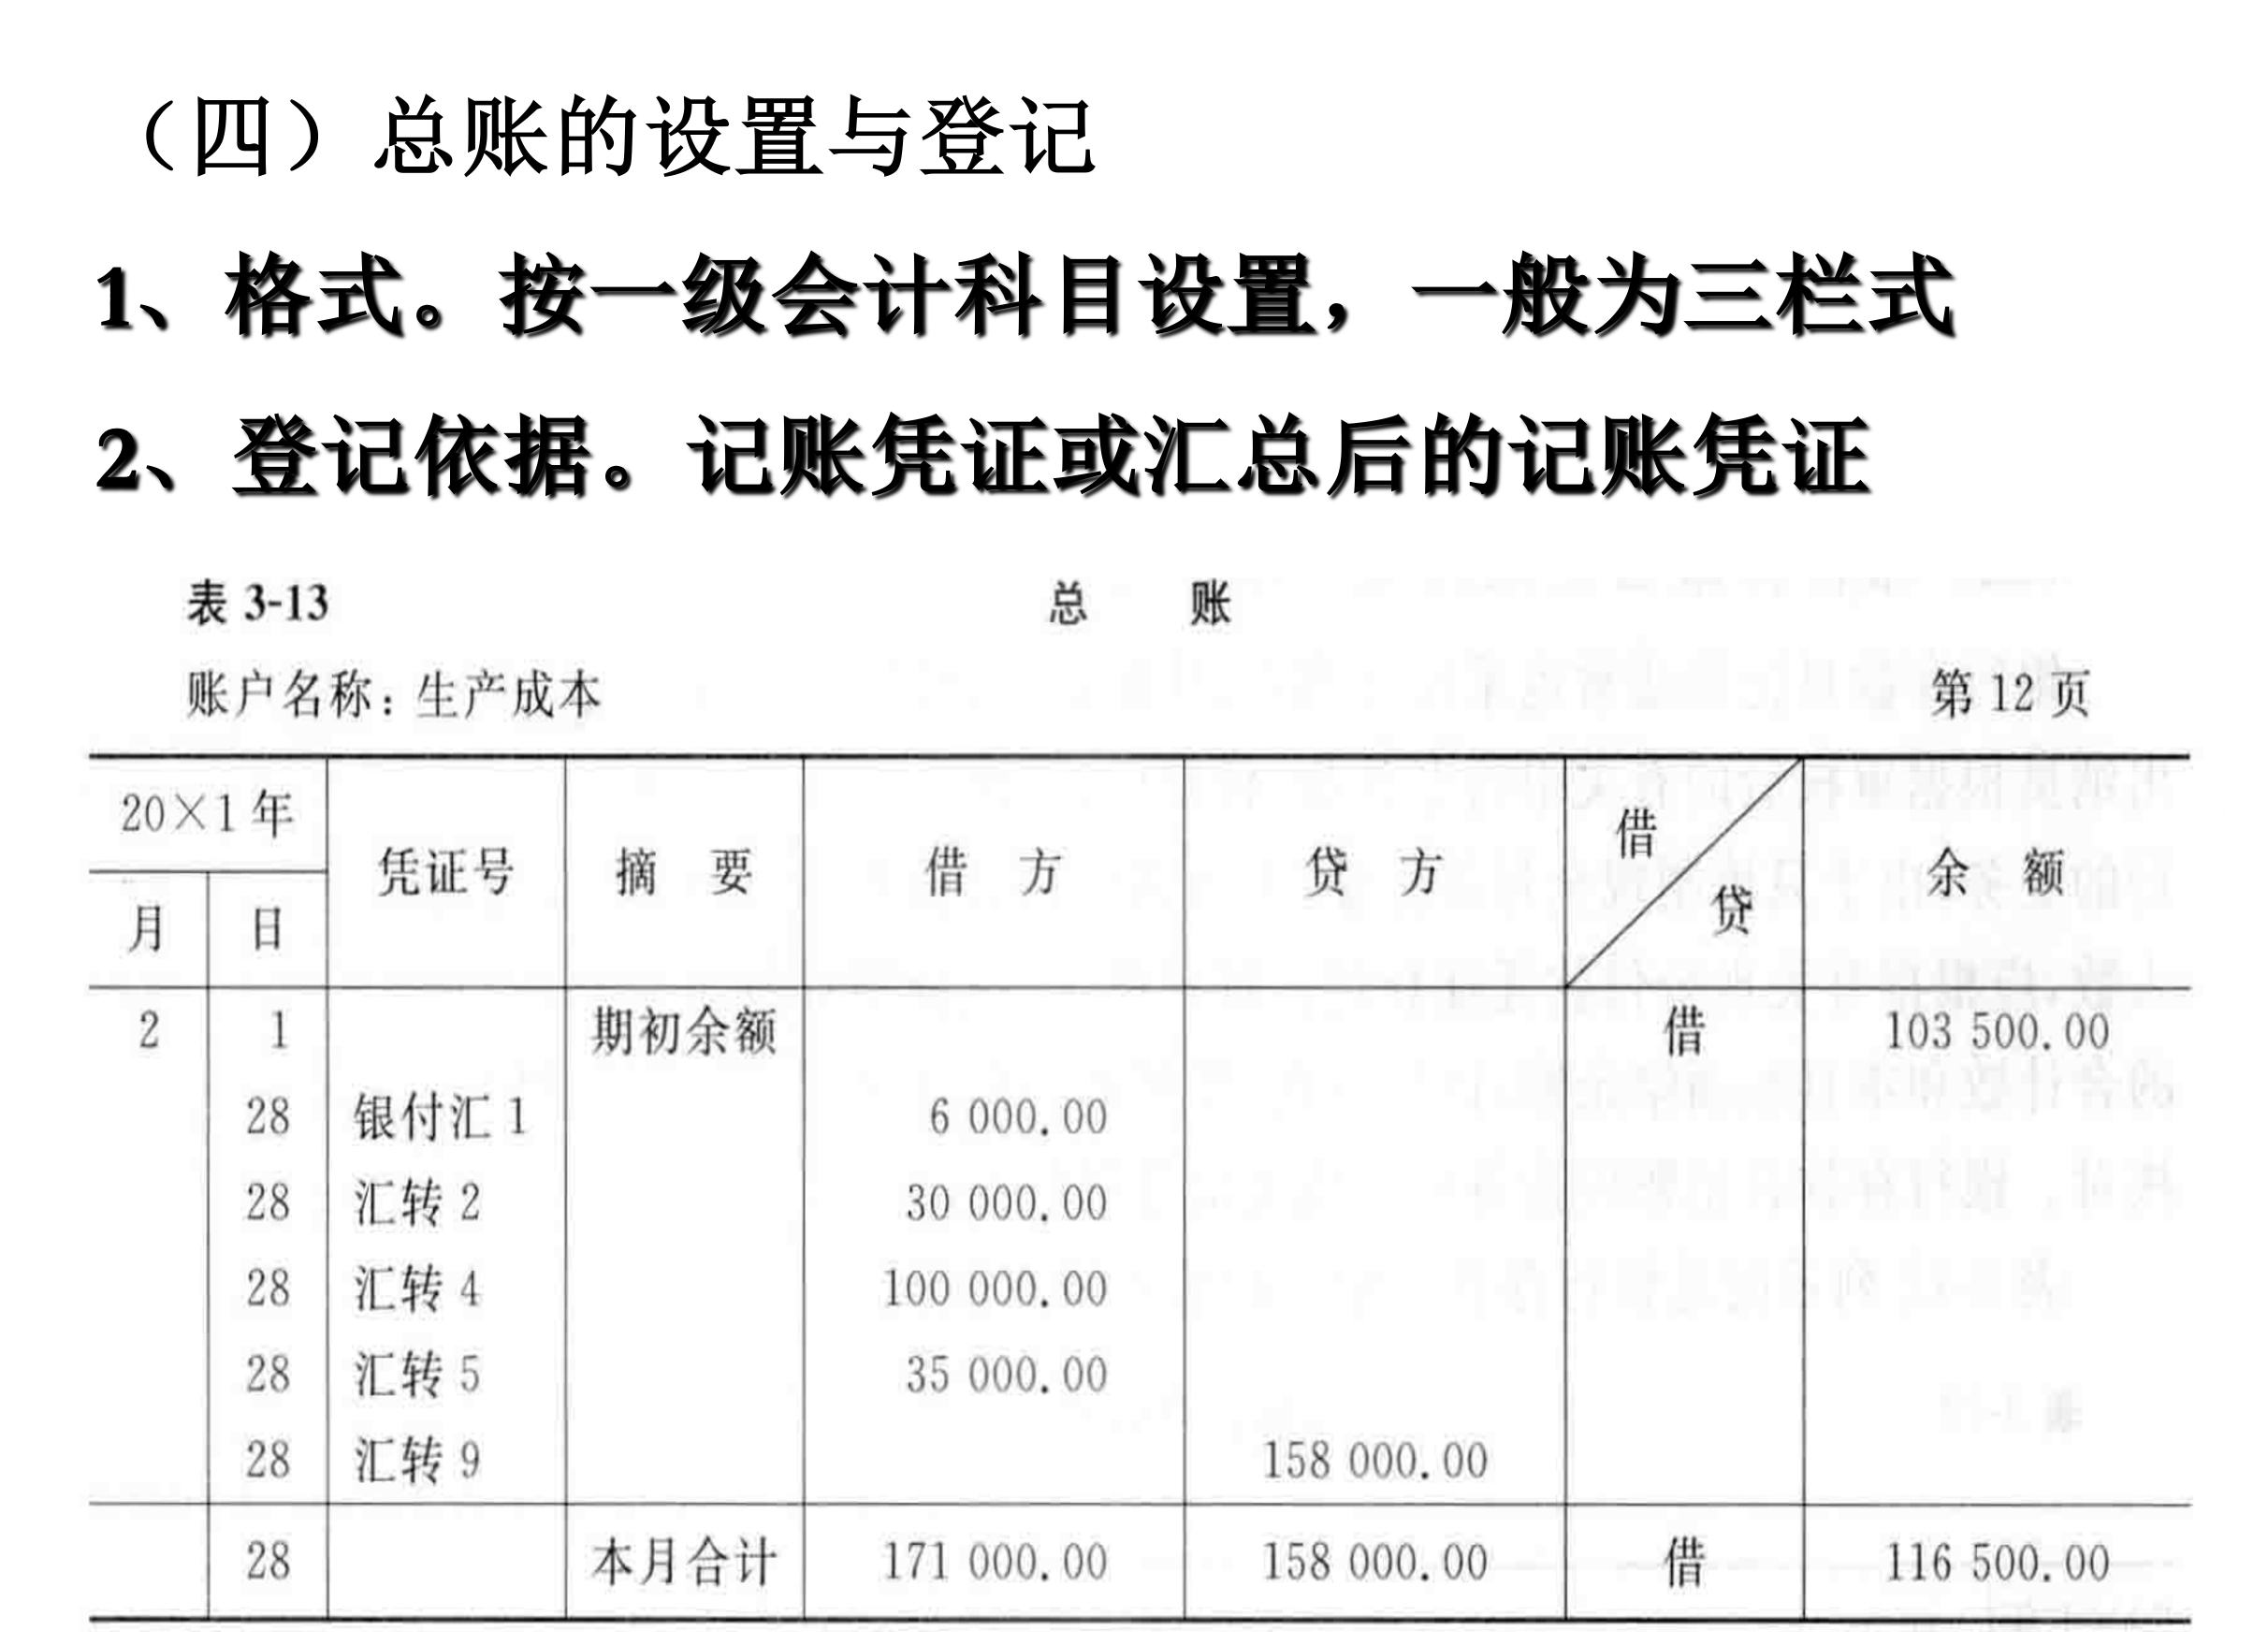 （四）总账的设置与登记
1、格式。按一级会计科目设置，一般为三栏式
2、登记依据。记账凭证或汇总后的记账凭证
表 3-13 总 账
账户名称：生产成本 第 12 页
20×1 年 凭证号 摘 要 借 方 贷 方 借 贷 余 额
月 日
2 1 期初余额 借 103 500.00
28 银付汇 1 6 000.00
28 汇转 2 30 000.00
28 汇转 4 100 000.00
28 汇转 5 35 000.00
28 汇转 9 158 000.00
28 本月合计 171 000.00 158 000.00 借 116 500.00